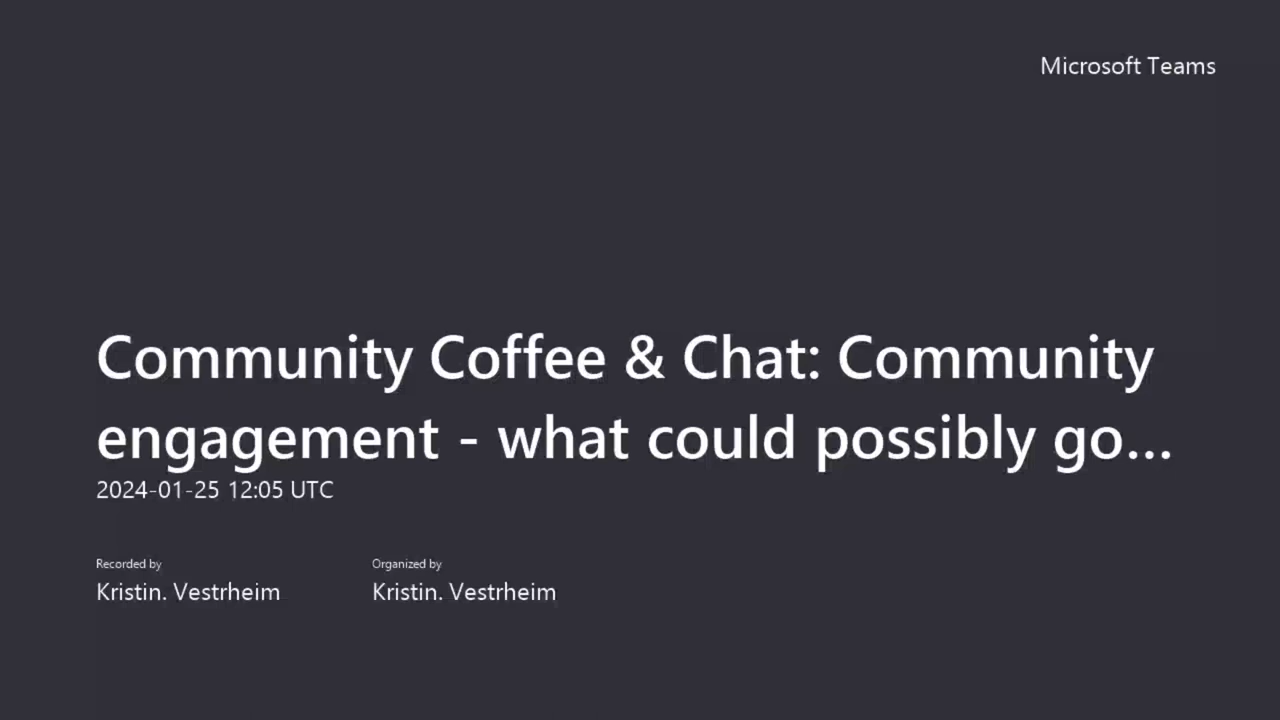 Microsoft Teams
Community Coffee & Chat: Community
engagement - what could possibly go...
2024-01-25 12:05 UTC
Recorded by
Organized by
Kristin. Vestrheim
Kristin. Vestrheim